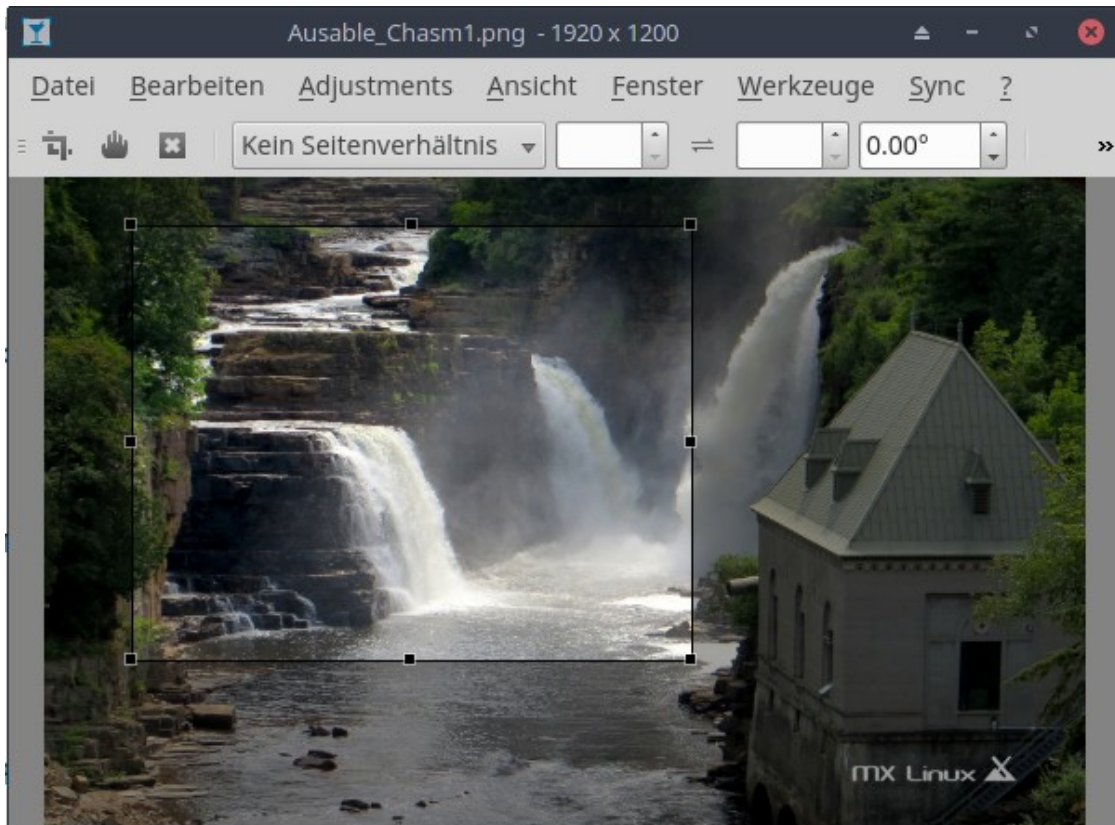 Ausable_Chasm1.png - 1920 x 1200
Datei Bearbeiten Adjustments Ansicht Fenster Werkzeuge Sync ?
Kein Seitenverhältnis 0.00°
mx Linux